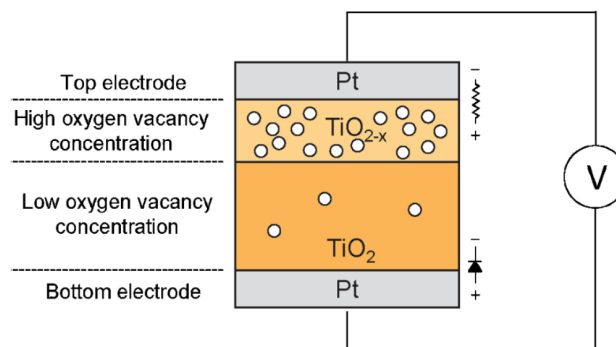 Top electrode
Pt
−
+
High oxygen vacancy
concentration
TiO₂₋ₓ
V
Low oxygen vacancy
concentration
TiO₂
−
+
Bottom electrode
Pt